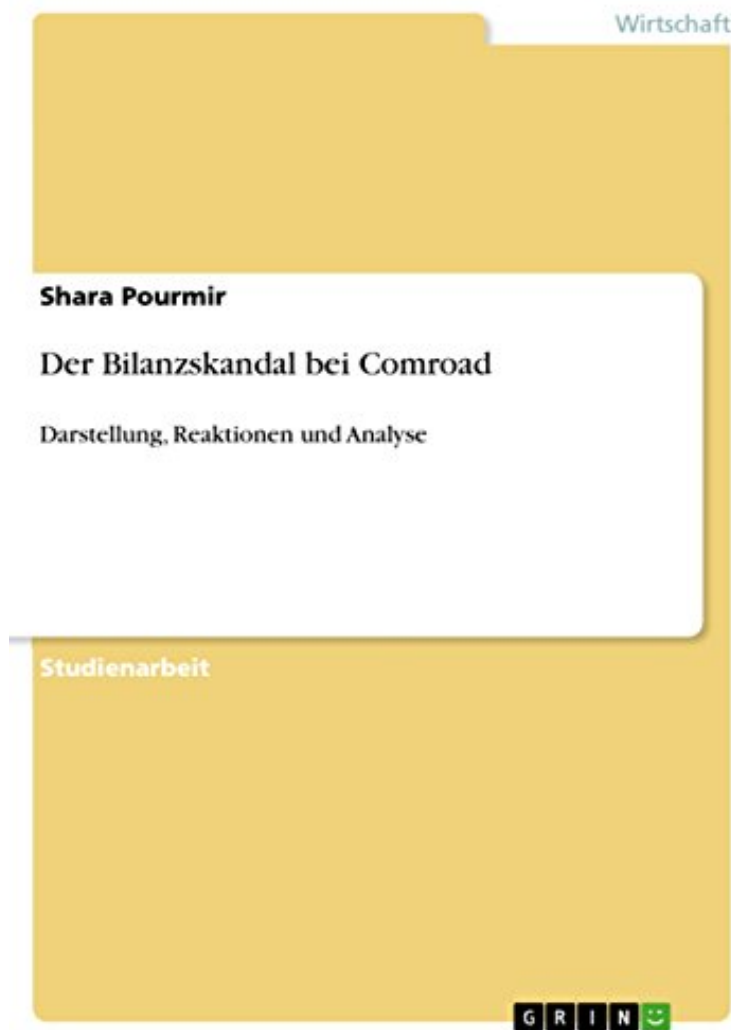 Wirtschaft
Shara Pourmir
Der Bilanzskandal bei Comroad
Darstellung, Reaktionen und Analyse
Studienarbeit
GRIN